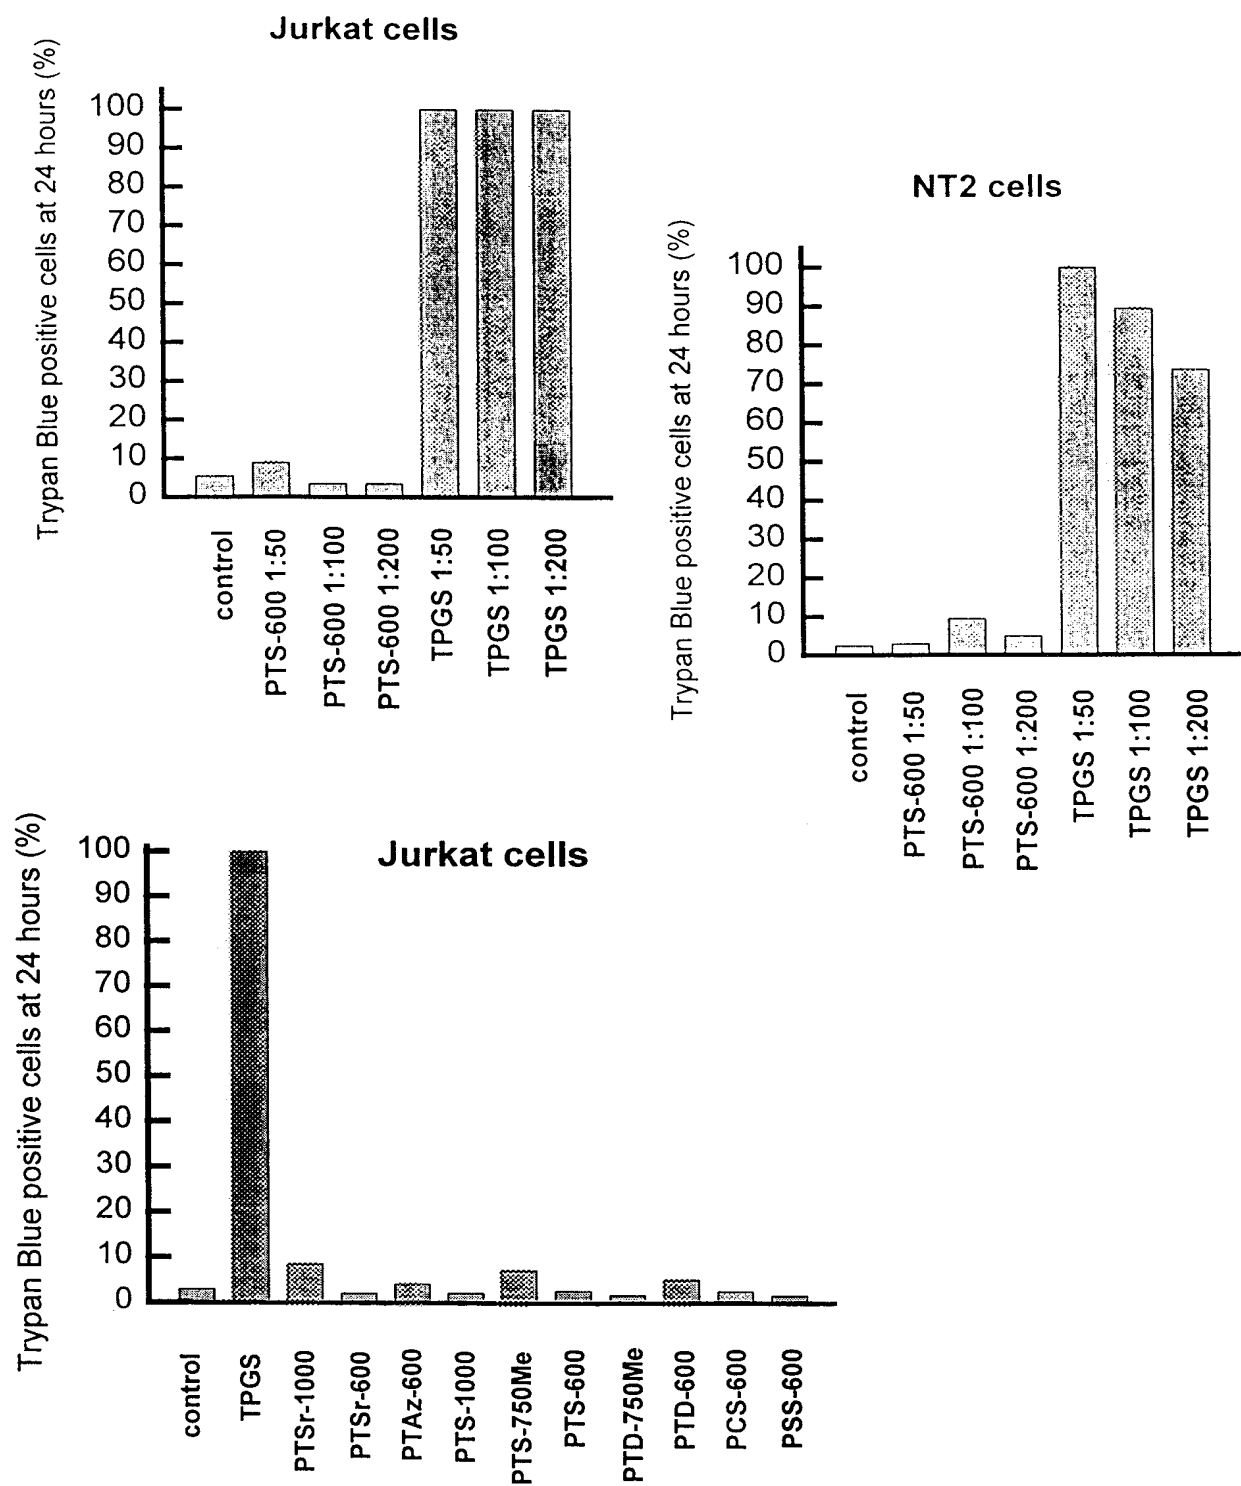 Jurkat cells
Trypan Blue positive cells at 24 hours (%)
100
90
80
70
60
50
40
30
20
10
0
control
PTS-600 1:50
PTS-600 1:100
PTS-600 1:200
TPGS 1:50
TPGS 1:100
TPGS 1:200
NT2 cells
Trypan Blue positive cells at 24 hours (%)
100
90
80
70
60
50
40
30
20
10
0
control
PTS-600 1:50
PTS-600 1:100
PTS-600 1:200
TPGS 1:50
TPGS 1:100
TPGS 1:200
Jurkat cells
Trypan Blue positive cells at 24 hours (%)
100
90
80
70
60
50
40
30
20
10
0
control
TPGS
PTSr-1000
PTSr-600
PTAz-600
PTS-1000
PTS-750Me
PTS-600
PTD-750Me
PTD-600
PCS-600
PSS-600